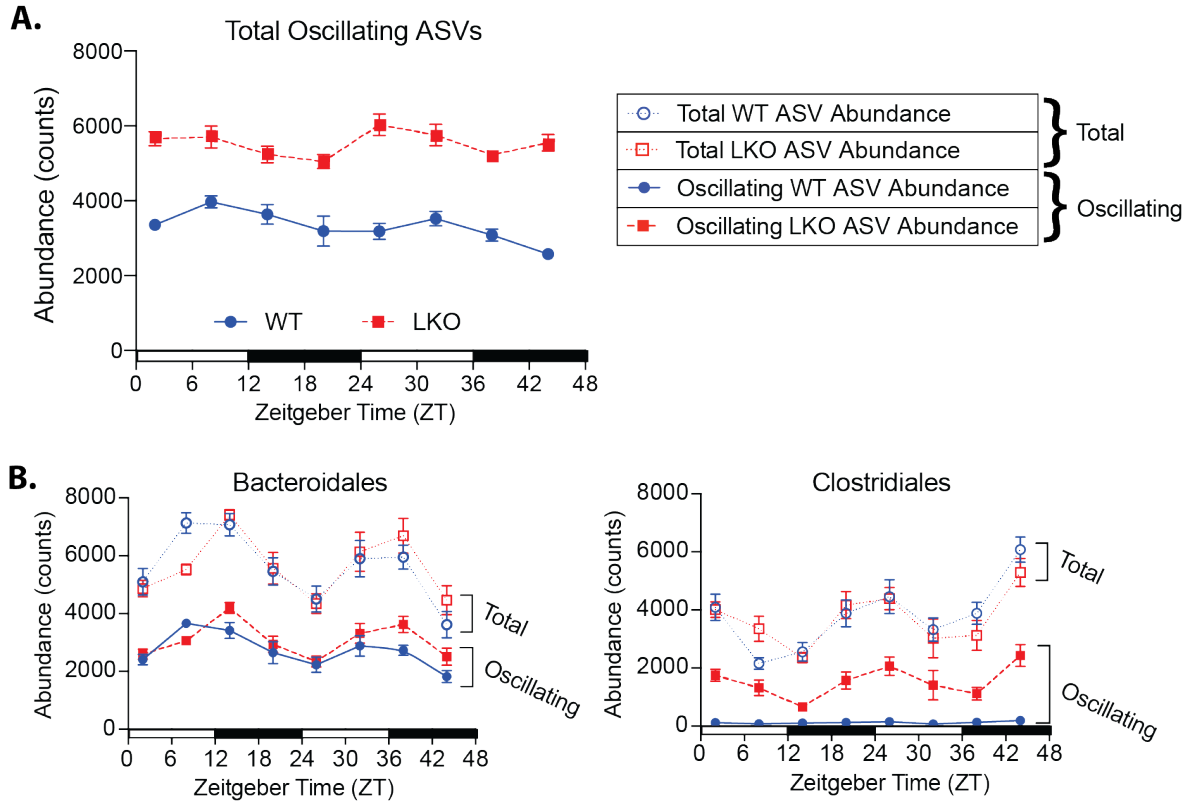 A.
Total Oscillating ASVs
8000
6000
4000
2000
0
Abundance (counts)
WT
LKO
0 6 12 18 24 30 36 42 48
Zeitgeber Time (ZT)
Total WT ASV Abundance
Total LKO ASV Abundance
Oscillating WT ASV Abundance
Oscillating LKO ASV Abundance
Total
Oscillating
B.
Bacteroidales
8000
6000
4000
2000
0
Abundance (counts)
Total
Oscillating
0 6 12 18 24 30 36 42 48
Zeitgeber Time (ZT)
Clostridiales
8000
6000
4000
2000
0
Abundance (counts)
Total
Oscillating
0 6 12 18 24 30 36 42 48
Zeitgeber Time (ZT)